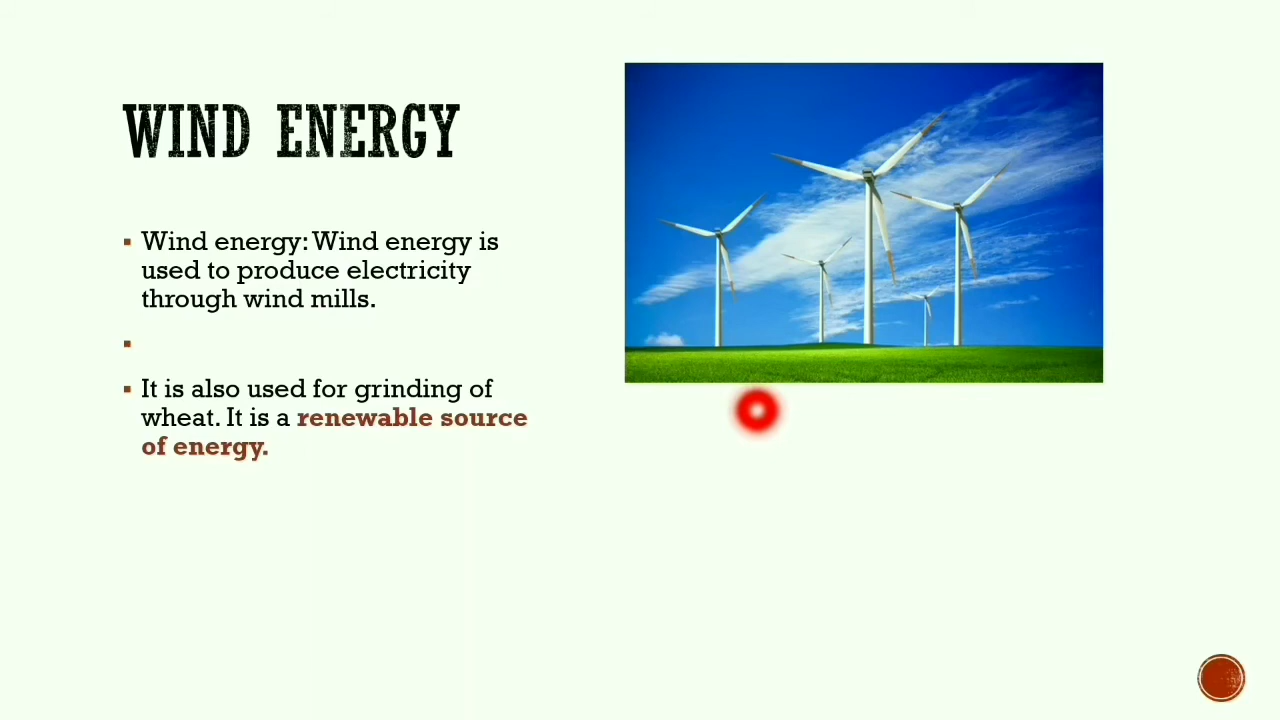 WIND ENERGY
Wind energy: Wind energy is
used to produce electricity
through wind mills.
It is also used for grinding of
wheat. It is a renewable source
of energy.